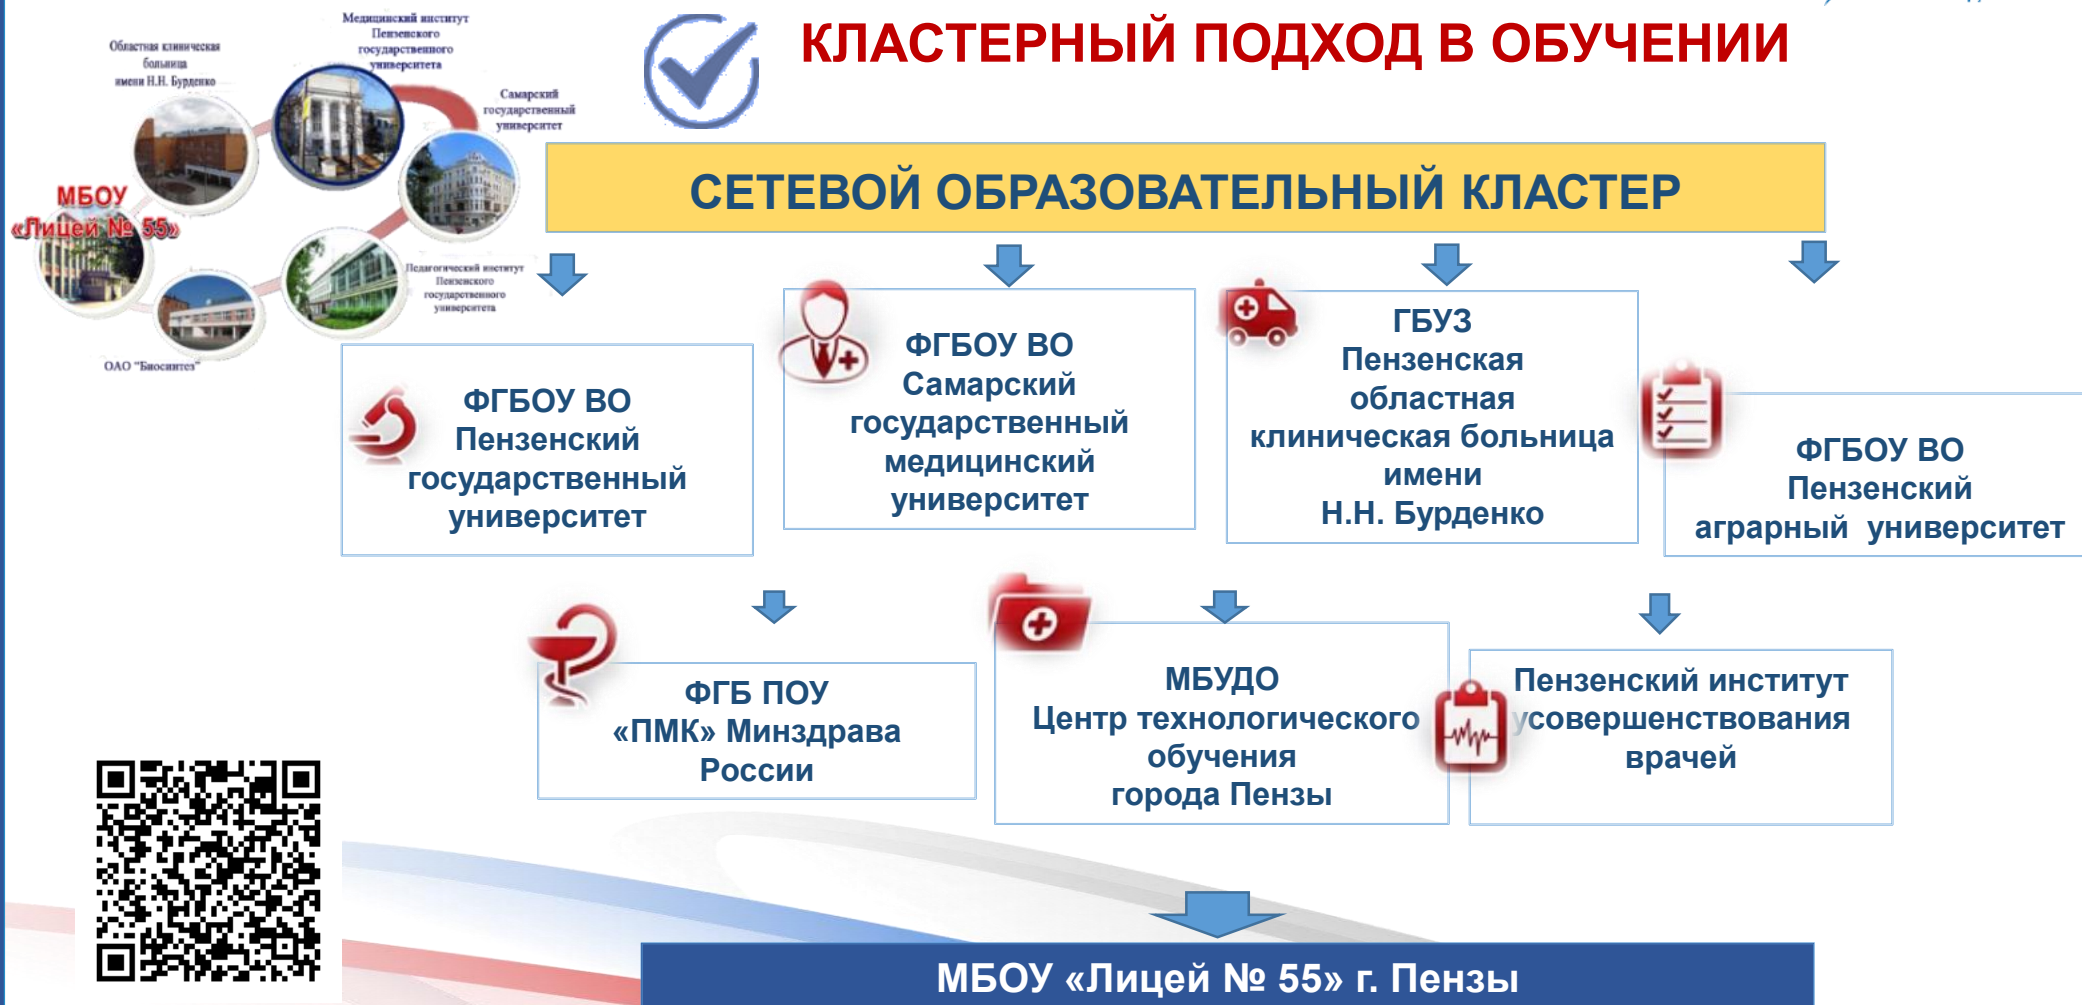 Медицинский институт
Пензенского
государственного
университета
Областная клиническая
больница
имени Н.Н. Бурденко
Самарский
государственный
университет
МБОУ
«Лицей № 55»
Педагогический институт
Пензенского
государственного
университета
ОАО "Биосинтез"
КЛАСТЕРНЫЙ ПОДХОД В ОБУЧЕНИИ
СЕТЕВОЙ ОБРАЗОВАТЕЛЬНЫЙ КЛАСТЕР
ФГБОУ ВО
Пензенский
государственный
университет
ФГБОУ ВО
Самарский
государственный
медицинский
университет
ГБУЗ
Пензенская
областная
клиническая больница
имени
Н.Н. Бурденко
ФГБОУ ВО
Пензенский
аграрный университет
ФГБ ПОУ
«ПМК» Минздрава
России
МБУДО
Центр технологического
обучения
города Пензы
Пензенский институт
усовершенствования
врачей
МБОУ «Лицей № 55» г. Пензы